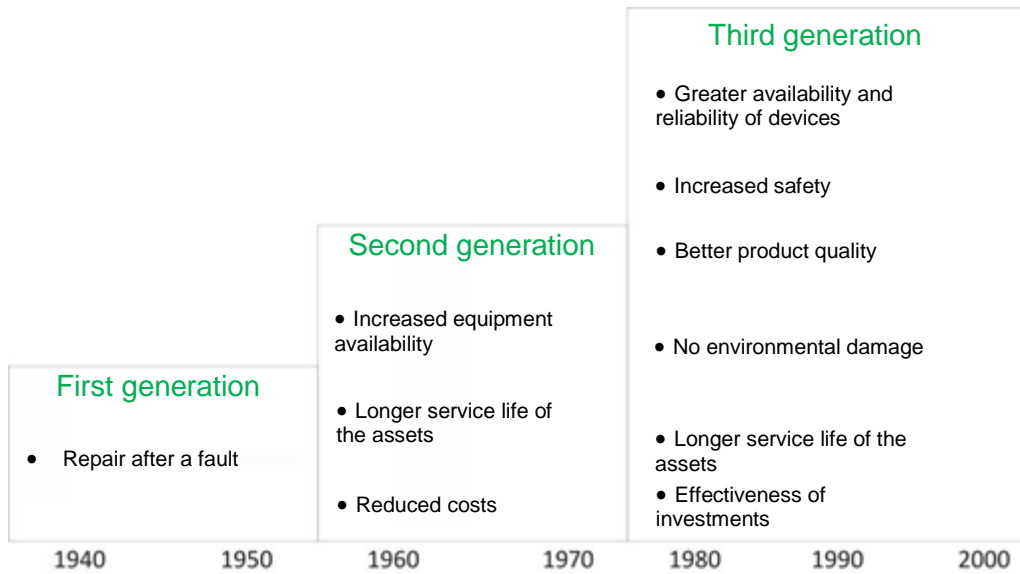 Third generation
• Greater availability and
reliability of devices
• Increased safety
• Better product quality
• No environmental damage
• Longer service life of the
assets
• Effectiveness of
investments
Second generation
• Increased equipment
availability
• Longer service life of
the assets
• Reduced costs
First generation
• Repair after a fault
1940 1950 1960 1970 1980 1990 2000